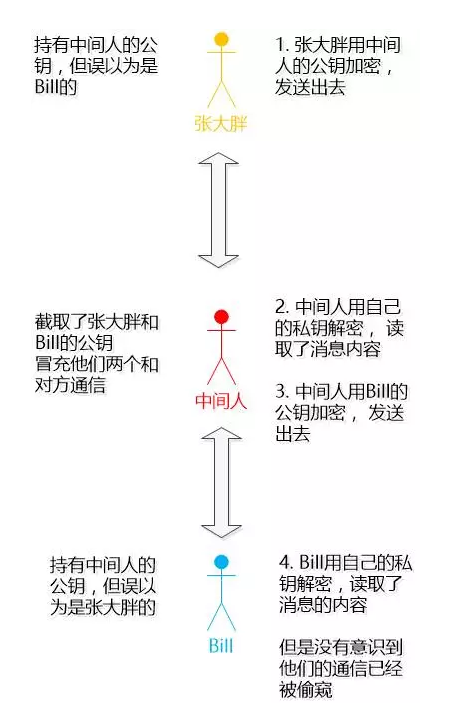 持有中间人的公
钥，但误以为是
Bill的
1. 张大胖用中间
人的公钥加密，
发送出去
张大胖
截取了张大胖和
Bill的公钥
冒充他们两个和
对方通信
2. 中间人用自己
的私钥解密， 读
取了消息内容
3. 中间人用Bill的
公钥加密， 发送
出去
中间人
持有中间人的
公钥，但误以
为是张大胖的
4. Bill用自己的私
钥解密，读取了
消息的内容
但是没有意识到
他们的通信已经
被偷窥
Bill